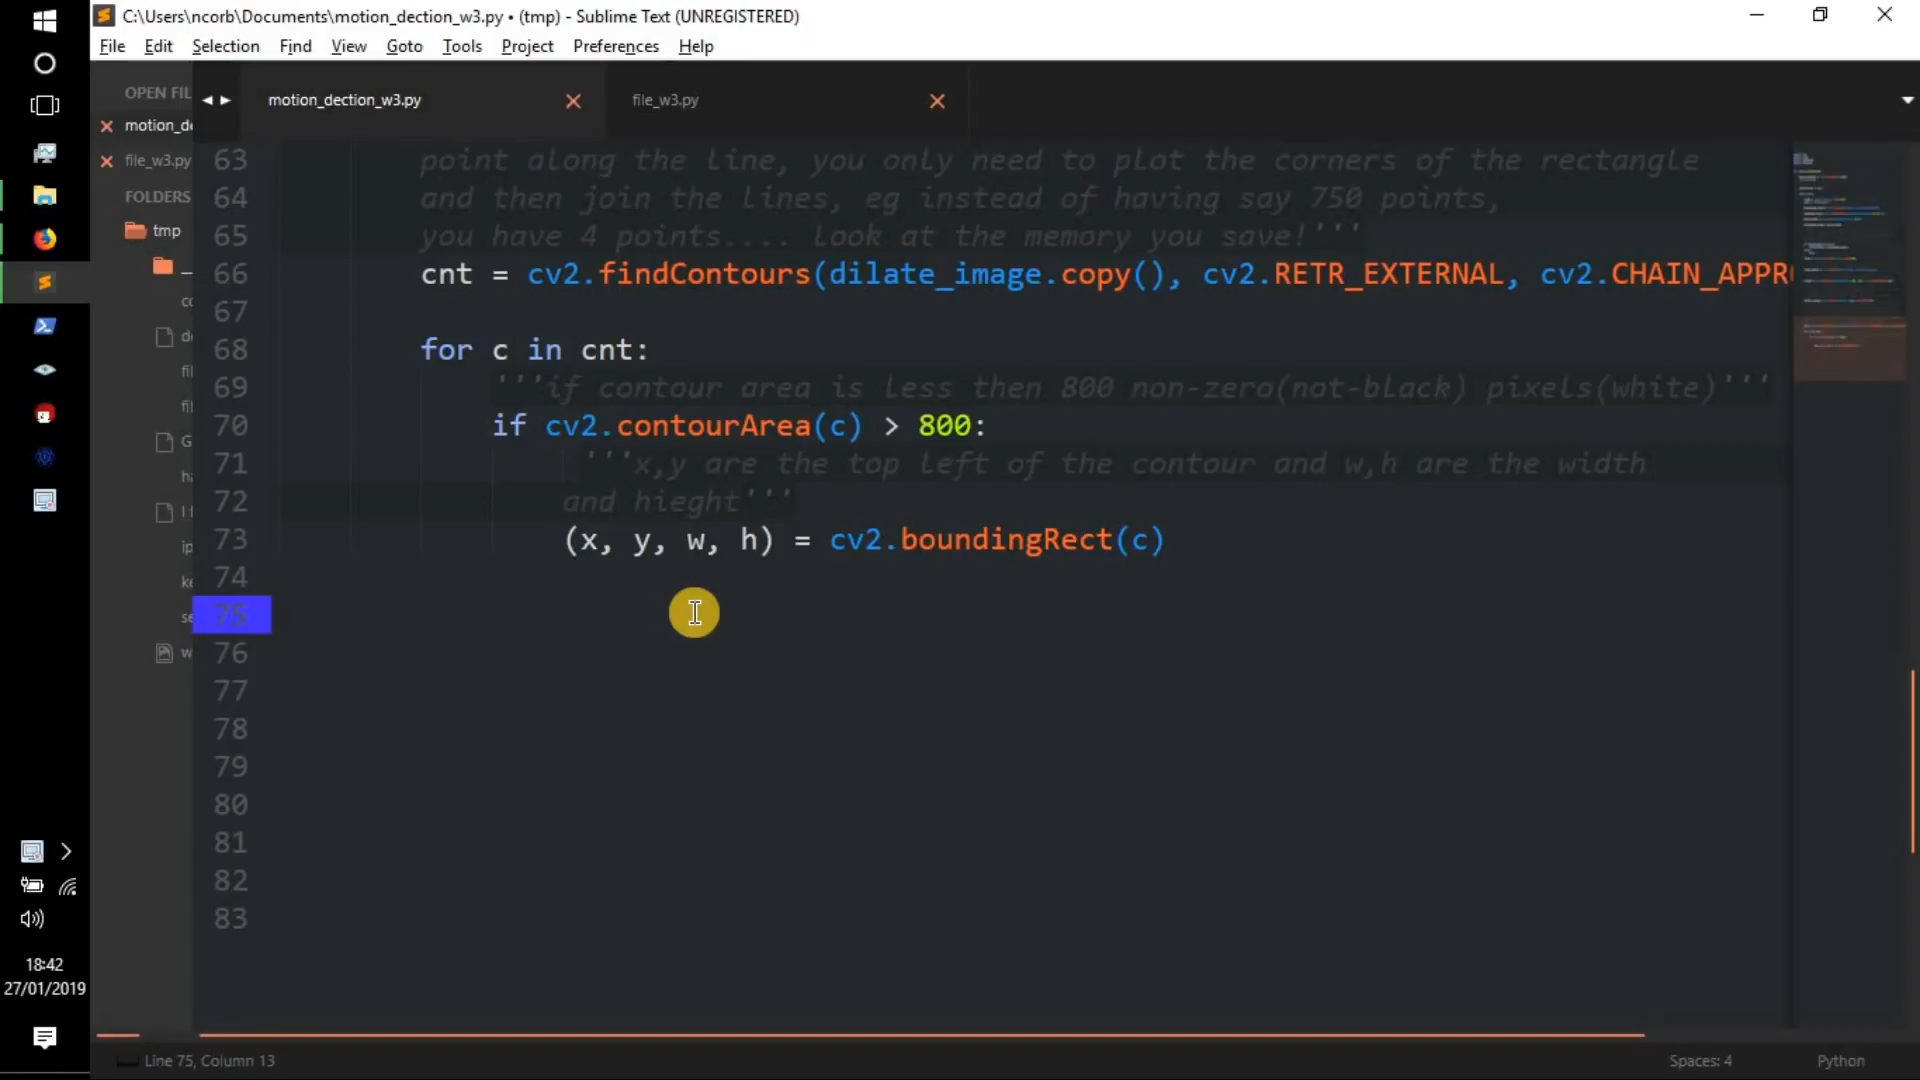 C:\Users\ncorb\Documents\motion_dection_w3.py • (tmp) - Sublime Text (UNREGISTERED)
File Edit Selection Find View Goto Tools Project Preferences Help
OPEN FIL
motion_de
file_w3.py
FOLDERS
tmp
motion_dection_w3.py
file_w3.py
63 point along the line, you only need to plot the corners of the rectangle
64 and then join the lines, eg instead of having say 750 points,
65 you have 4 points.... Look at the memory you save!'''
66 cnt = cv2.findContours(dilate_image.copy(), cv2.RETR_EXTERNAL, cv2.CHAIN_APPRO
67
68 for c in cnt:
69 '''if contour area is less then 800 non-zero(not-black) pixels(white)'''
70 if cv2.contourArea(c) > 800:
71 '''x,y are the top left of the contour and w,h are the width
72 and hieght'''
73 (x, y, w, h) = cv2.boundingRect(c)
74
75
76
77
78
79
80
81
82
83
18:42
27/01/2019
Line 75, Column 13
Spaces: 4
Python